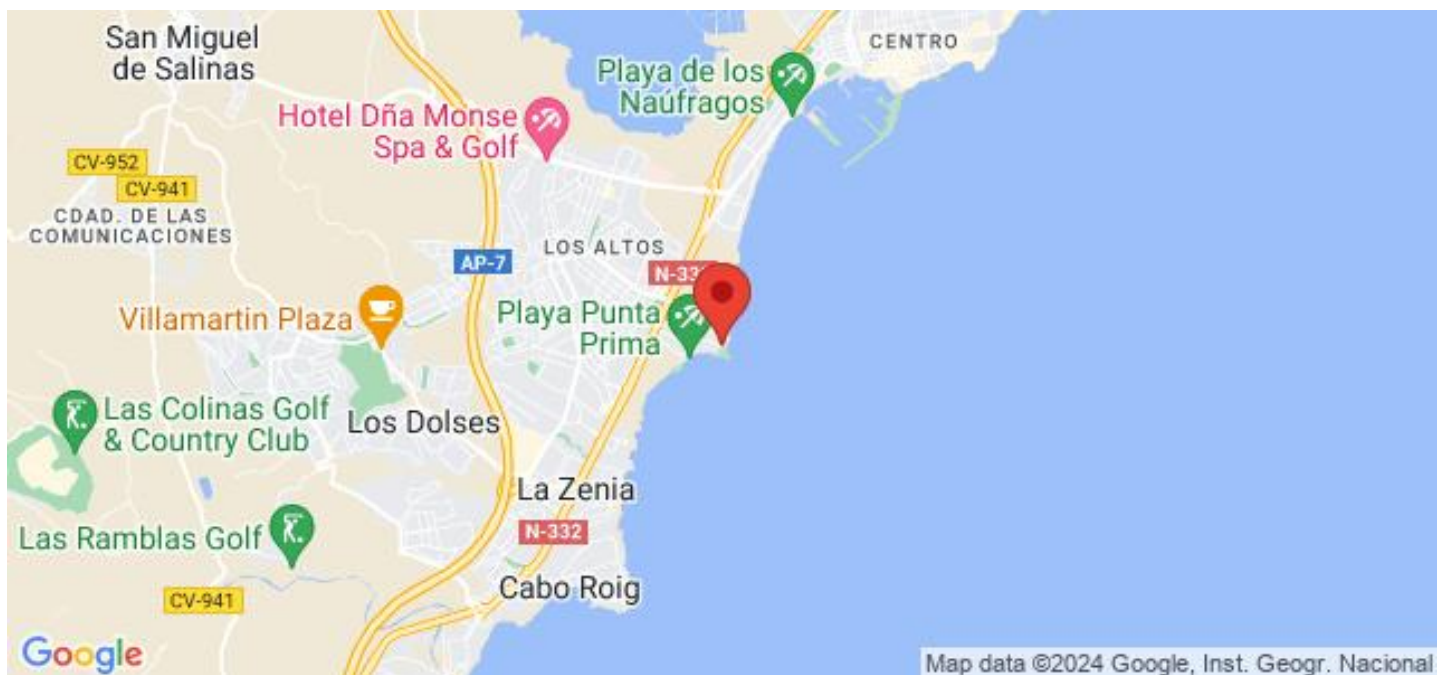 San Miguel
de Salinas
CENTRO
Playa de los
Naúfragos
Hotel Dña Monse
Spa & Golf
CV-952
CV-941
CDAD. DE LAS
COMUNICACIONES
LOS ALTOS
AP-7
Villamartin Plaza
Playa Punta
Prima
Las Colinas Golf
& Country Club
Los Dolses
La Zenia
Las Ramblas Golf
N-332
Cabo Roig
CV-941
Google
Map data ©2024 Google, Inst. Geogr. Nacional